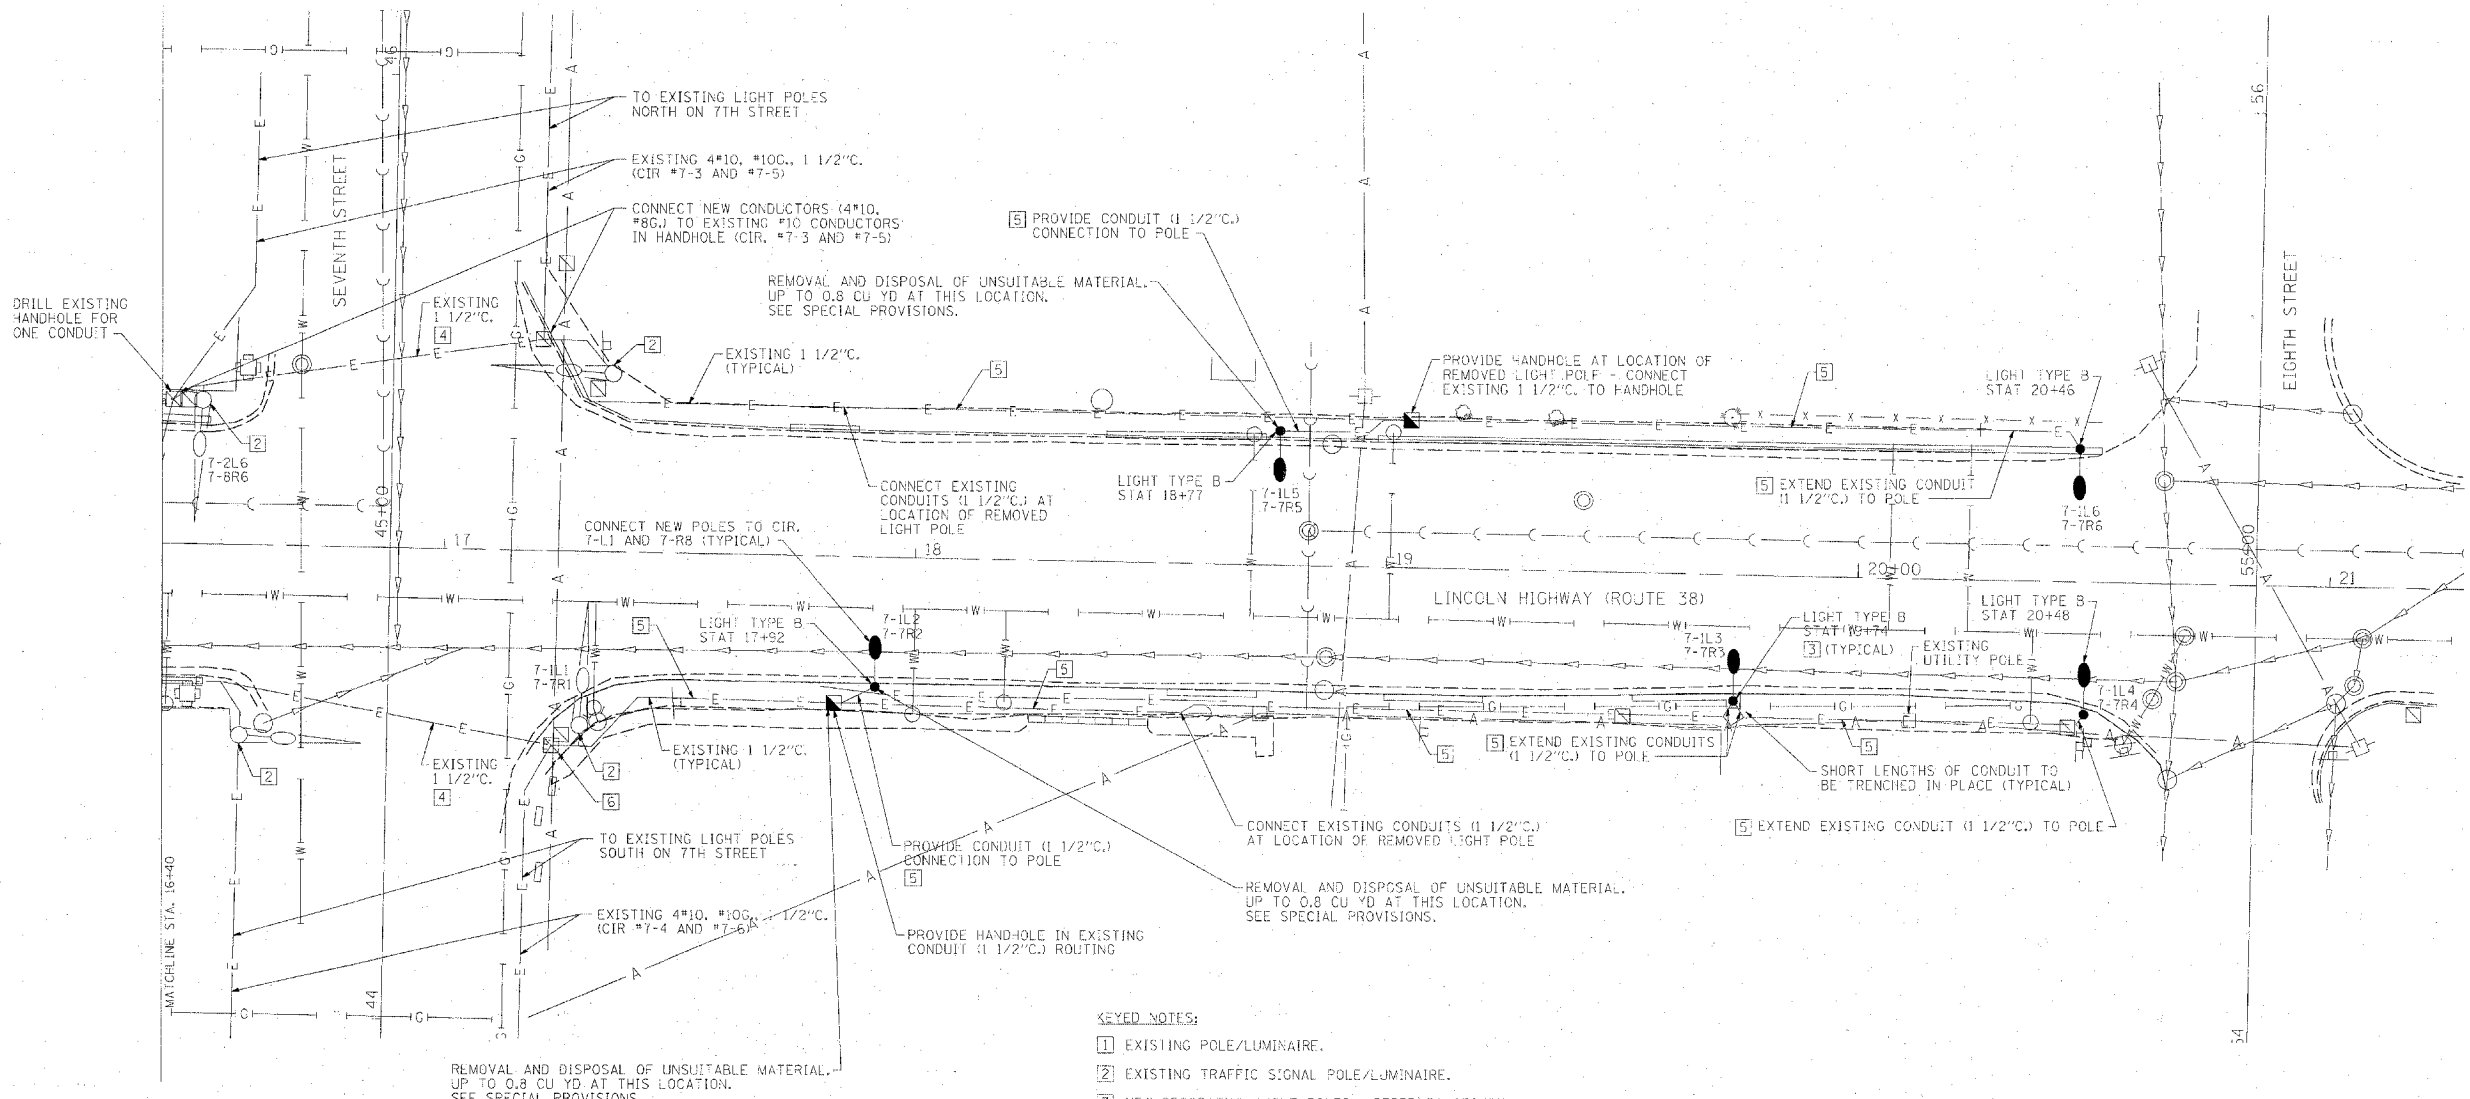 TO EXISTING LIGHT POLES
NORTH ON 7TH STREET
EXISTING 4#10, #10G., 1 1/2"C.
(CIR #7-3 AND #7-5)
CONNECT NEW CONDUCTORS (4#10,
#8G.) TO EXISTING #10 CONDUCTORS
IN HANDHOLE (CIR. #7-3 AND #7-5)
5 PROVIDE CONDUIT (1 1/2"C.)
CONNECTION TO POLE
REMOVAL AND DISPOSAL OF UNSUITABLE MATERIAL.
UP TO 0.8 CU YD AT THIS LOCATION.
SEE SPECIAL PROVISIONS.
SEVENTH STREET
46
56
EIGHTH STREET
DRILL EXISTING
HANDHOLE FOR
ONE CONDUIT
EXISTING
1 1/2"C.
4
2
EXISTING 1 1/2"C.
(TYPICAL)
5
PROVIDE HANDHOLE AT LOCATION OF
REMOVED LIGHT POLE - CONNECT
EXISTING 1 1/2"C. TO HANDHOLE
5
LIGHT TYPE B
STAT 20+46
2
7-2L6
7-8R6
CONNECT EXISTING
CONDUITS (1 1/2"C.) AT
LOCATION OF REMOVED
LIGHT POLE
LIGHT TYPE B
STAT 18+77
7-1L5
7-7R5
5 EXTEND EXISTING CONDUIT
(1 1/2"C.) TO POLE
7-1L6
7-7R6
45+00
CONNECT NEW POLES TO CIR.
7-L1 AND 7-R8 (TYPICAL)
17
18
19
20+00
21
55+00
LINCOLN HIGHWAY (ROUTE 38)
5
LIGHT TYPE B
STAT 17+92
7-1L2
7-7R2
7-1L1
7-7R1
5
7-1L3
7-7R3
LIGHT TYPE B
STAT 19+74
3 (TYPICAL)
EXISTING
UTILITY POLE
LIGHT TYPE B
STAT 20+48
7-1L4
7-7R4
EXISTING
1 1/2"C.
4
2
EXISTING 1 1/2"C.
(TYPICAL)
2
6
5
5 EXTEND EXISTING CONDUITS
(1 1/2"C.) TO POLE
5
SHORT LENGTHS OF CONDUIT TO
BE TRENCHED IN PLACE (TYPICAL)
TO EXISTING LIGHT POLES
SOUTH ON 7TH STREET
PROVIDE CONDUIT (1 1/2"C.)
CONNECTION TO POLE
5
CONNECT EXISTING CONDUITS (1 1/2"C.)
AT LOCATION OF REMOVED LIGHT POLE
5 EXTEND EXISTING CONDUIT (1 1/2"C.) TO POLE
MATCHLINE STA. 16+40
EXISTING 4#10, #10G., 1 1/2"C.
(CIR #7-4 AND #7-6)
PROVIDE HANDHOLE IN EXISTING
CONDUIT (1 1/2"C.) ROUTING
REMOVAL AND DISPOSAL OF UNSUITABLE MATERIAL.
UP TO 0.8 CU YD AT THIS LOCATION.
SEE SPECIAL PROVISIONS.
44
54
REMOVAL AND DISPOSAL OF UNSUITABLE MATERIAL.
UP TO 0.8 CU YD AT THIS LOCATION.
SEE SPECIAL PROVISIONS
KEYED NOTES:
1 EXISTING POLE/LUMINAIRE.
2 EXISTING TRAFFIC SIGNAL POLE/LUMINAIRE.